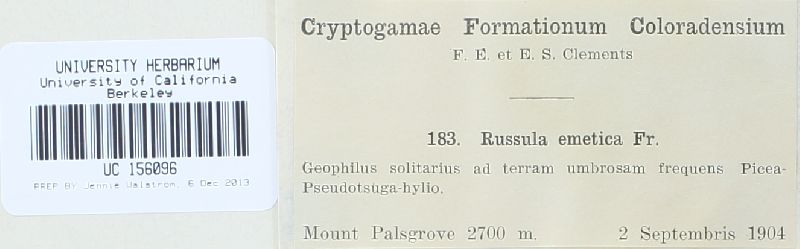 UNIVERSITY HERBARIUM
University of California
Berkeley
UC 156096
PREP BY Jennie Walstrom, 6 Dec 2013
Cryptogamae Formationum Coloradensium
F. E. et E. S. Clements
183. Russula emetica Fr.
Geophilus solitarius ad terram umbrosam frequens Picea-
Pseudotsuga-hylio.
Mount Palsgrove 2700 m. 2 Septembris 1904